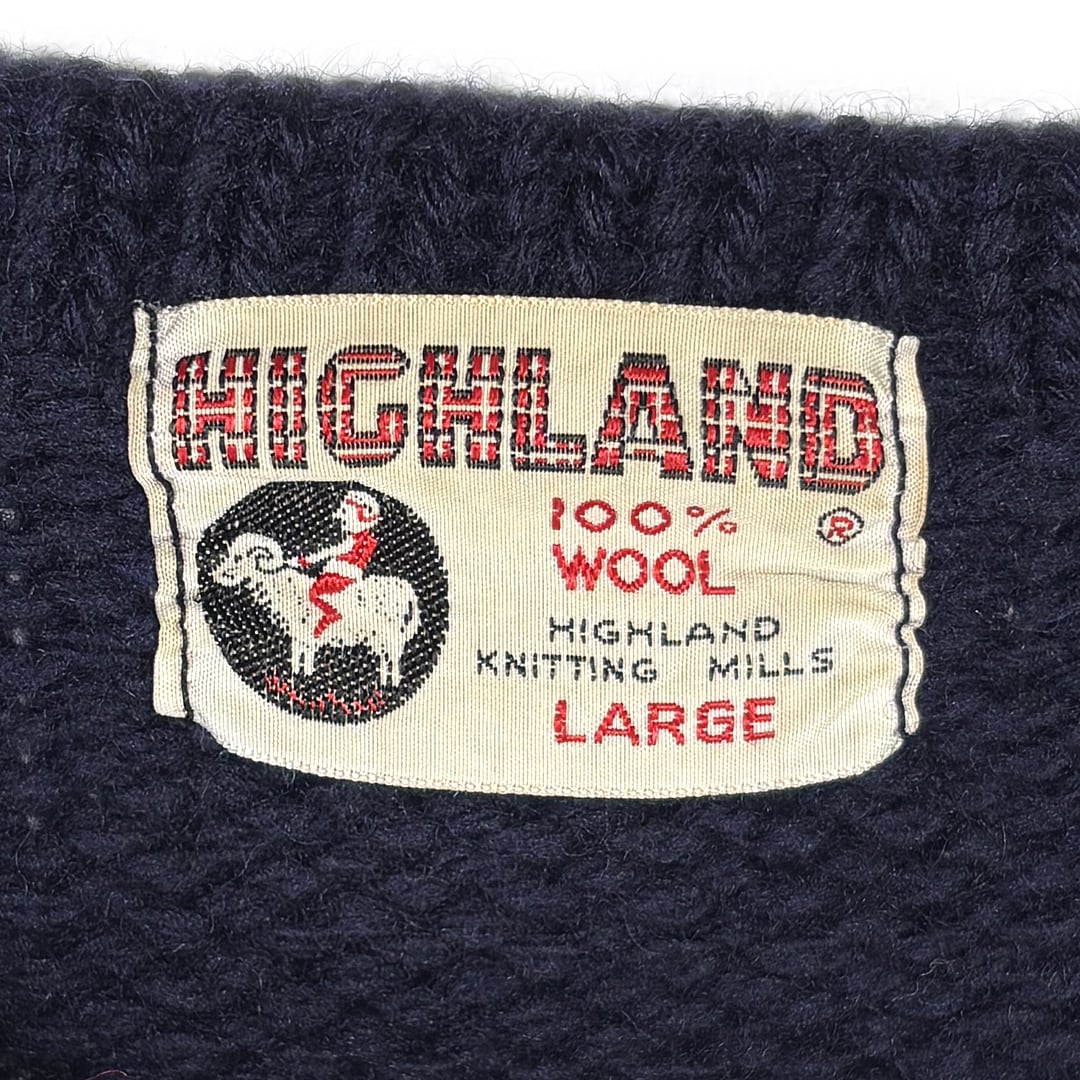 HIGHLAND
100% ®
WOOL
HIGHLAND
KNITTING MILLS
LARGE